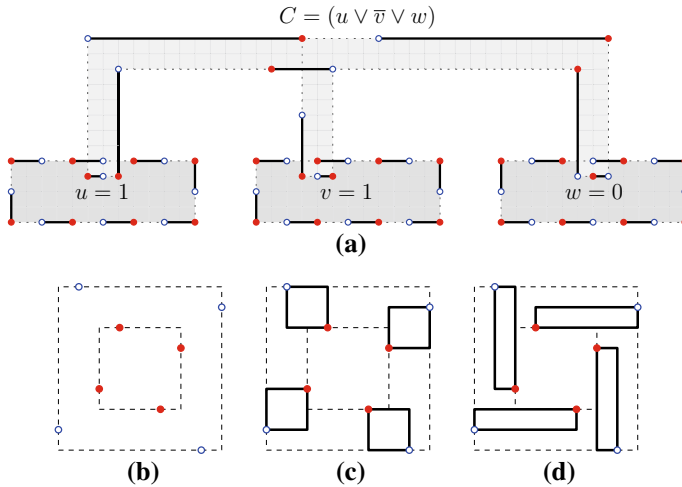 C = (u ∨ v̅ ∨ w)
u = 1
v = 1
w = 0
(a)
(b)
(c)
(d)